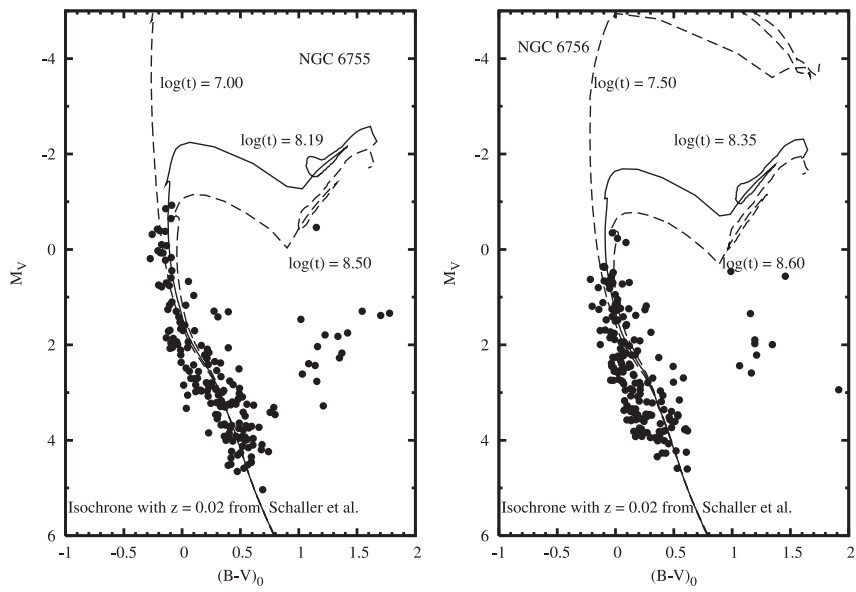 NGC 6755
log(t) = 7.00
log(t) = 8.19
log(t) = 8.50
-4
-2
0
2
4
6
M_V
Isochrone with z = 0.02 from Schaller et al.
-1
-0.5
0
0.5
1
1.5
2
(B-V)_0
NGC 6756
log(t) = 7.50
log(t) = 8.35
log(t) = 8.60
-4
-2
0
2
4
6
M_V
Isochrone with z = 0.02 from Schaller et al.
-1
-0.5
0
0.5
1
1.5
2
(B-V)_0